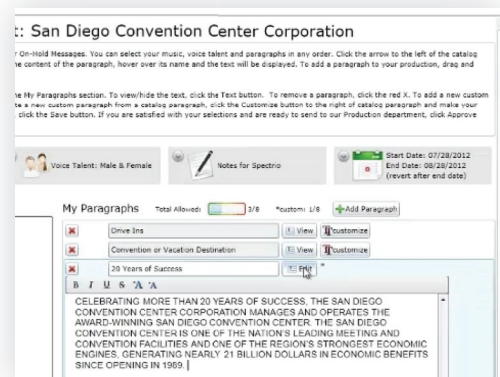 t: San Diego Convention Center Corporation
r On-Hold Messages. You can select your music, voice talent and paragraphs in any order. Click the arrow to the left of the catalog
he content of the paragraph, hover over its name and the text will be displayed. To add a paragraph to your production, drag and
he My Paragraphs section. To view/hide the text, click the Text button. To remove a paragraph, click the red X. To add a new custom
te a new custom paragraph from a catalog paragraph, click the Customize button to the right of catalog paragraph and make your
, click the Save button. If you are satisfied with your selections and are ready to send to our Production department, click Approve
Voice Talent: Male & Female
Notes for Spectrio
Start Date: 07/28/2012
End Date: 08/28/2012
(revert after end date)
My Paragraphs Total Allowed: 3/8 *custom: 1/8 Add Paragraph
Drive Ins View customize
Convention or Vacation Destination View customize
20 Years of Success Edit *
B I U S A A
CELEBRATING MORE THAN 20 YEARS OF SUCCESS, THE SAN DIEGO
CONVENTION CENTER CORPORATION MANAGES AND OPERATES THE
AWARD-WINNING SAN DIEGO CONVENTION CENTER. THE SAN DIEGO
CONVENTION CENTER IS ONE OF THE NATION'S LEADING MEETING AND
CONVENTION FACILITIES AND ONE OF THE REGION'S STRONGEST ECONOMIC
ENGINES, GENERATING NEARLY 21 BILLION DOLLARS IN ECONOMIC BENEFITS
SINCE OPENING IN 1989.